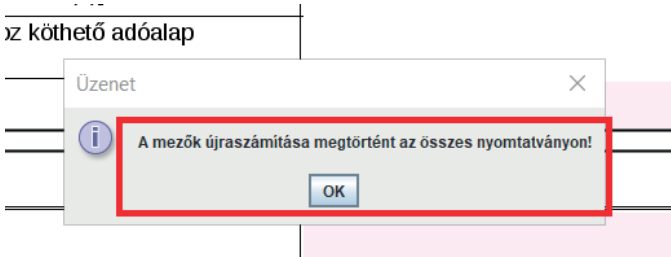 oz köthető adóalap
Üzenet
A mezők újraszámítása megtörtént az összes nyomtatványon!
OK